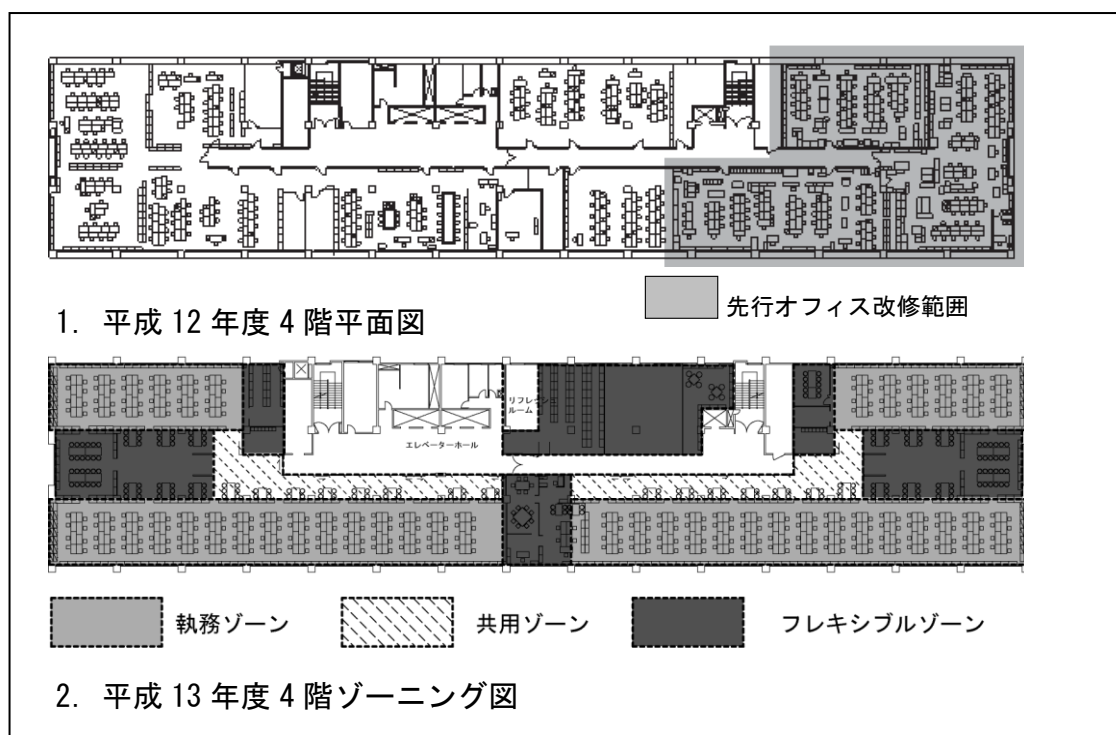 先行オフィス改修範囲
1. 平成 12 年度 4 階平面図
リフレッシュ
ルーム
エレベーターホール
執務ゾーン
共用ゾーン
フレキシブルゾーン
2. 平成 13 年度 4 階ゾーニング図